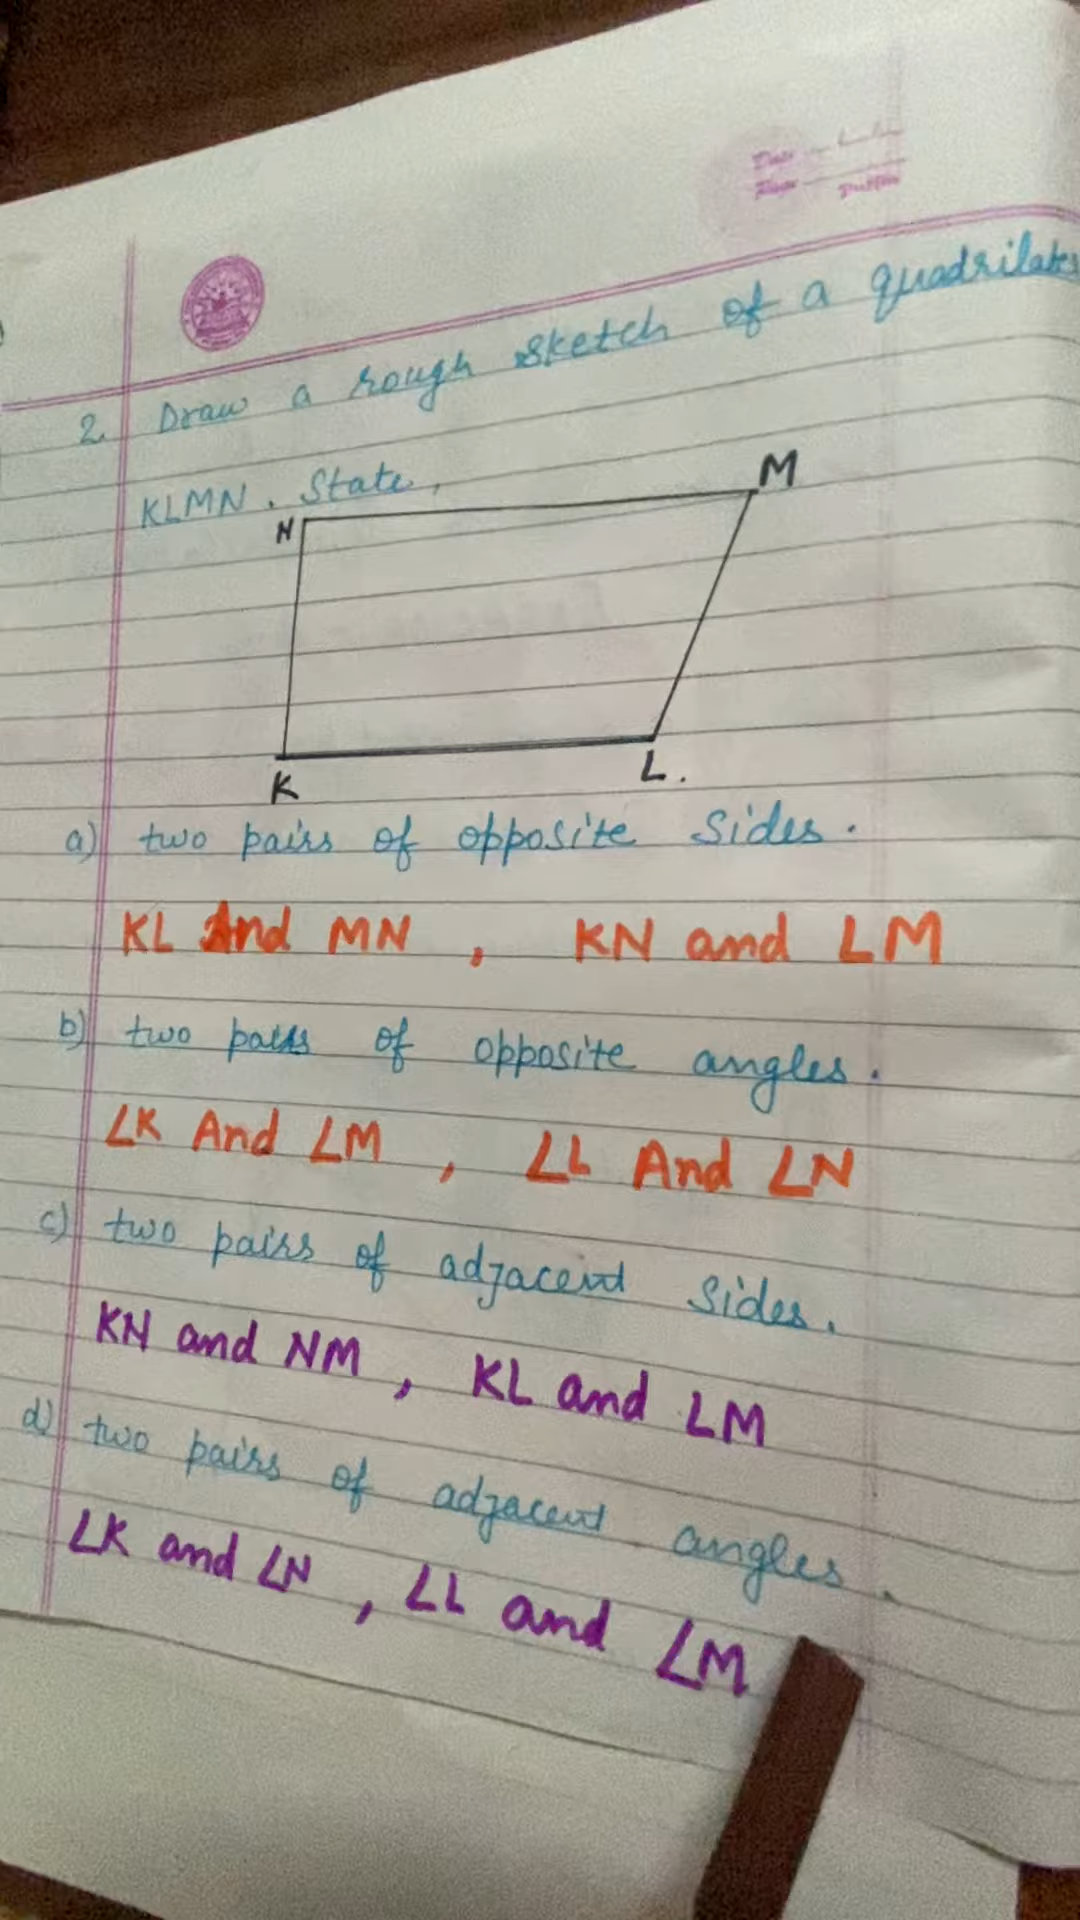 Date
Page
2. Draw a rough sketch of a
KLMN. State,
M
N
K
L.
a) two pairs of opposite sides.
KL And MN , KN and LM
b) two pairs of opposite angles.
∠K And ∠M , ∠L And ∠N
c) two pairs of adjacent sides.
KN and NM , KL and LM
d) two pairs of adjacent angles.
∠K and ∠N , ∠L and ∠M